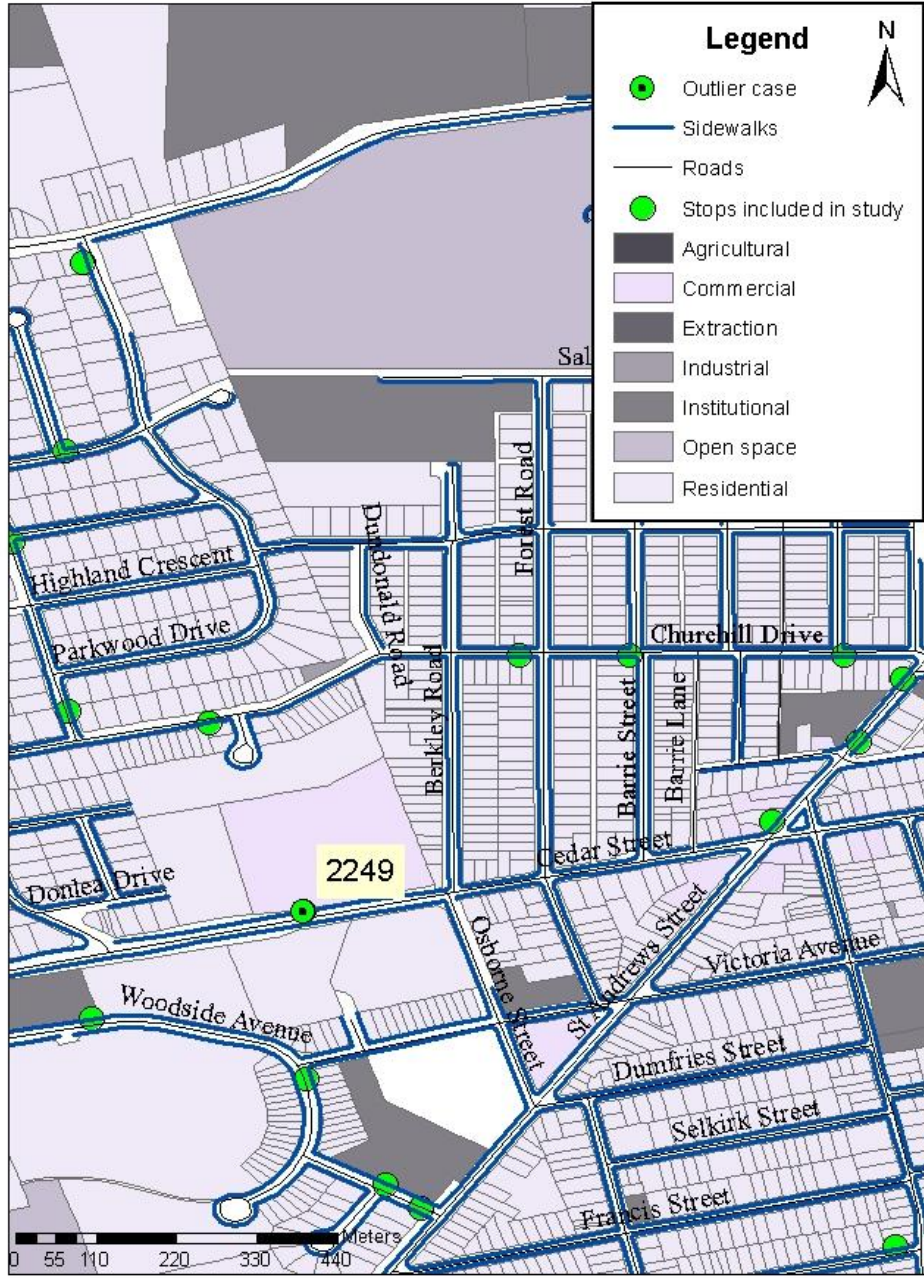 Legend
N
Outlier case
Sidewalks
Roads
Stops included in study
Agricultural
Commercial
Extraction
Industrial
Institutional
Open space
Residential
Sal
Forest Road
Dundonald Road
Highland Crescent
Parkwood Drive
Churchill Drive
Berkley Road
Barrie Street
Barrie Lane
Cedar Street
2249
Donlea Drive
Osborne Street
St Andrews Street
Victoria Avenue
Woodside Avenue
Dumfries Street
Selkirk Street
Francis Street
Meters
0 55 110 220 330 440